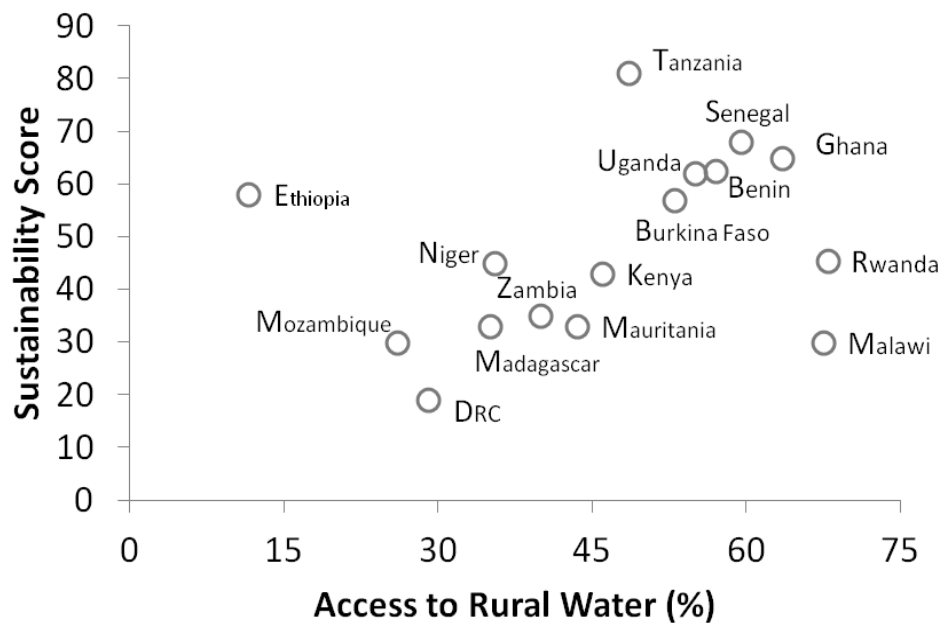 Sustainability Score
90
80
70
60
50
40
30
20
10
0
Tanzania
Senegal
Ghana
Uganda
Benin
Ethiopia
Burkina Faso
Niger
Kenya
Rwanda
Zambia
Mozambique
Mauritania
Malawi
Madagascar
DRC
0 15 30 45 60 75
Access to Rural Water (%)